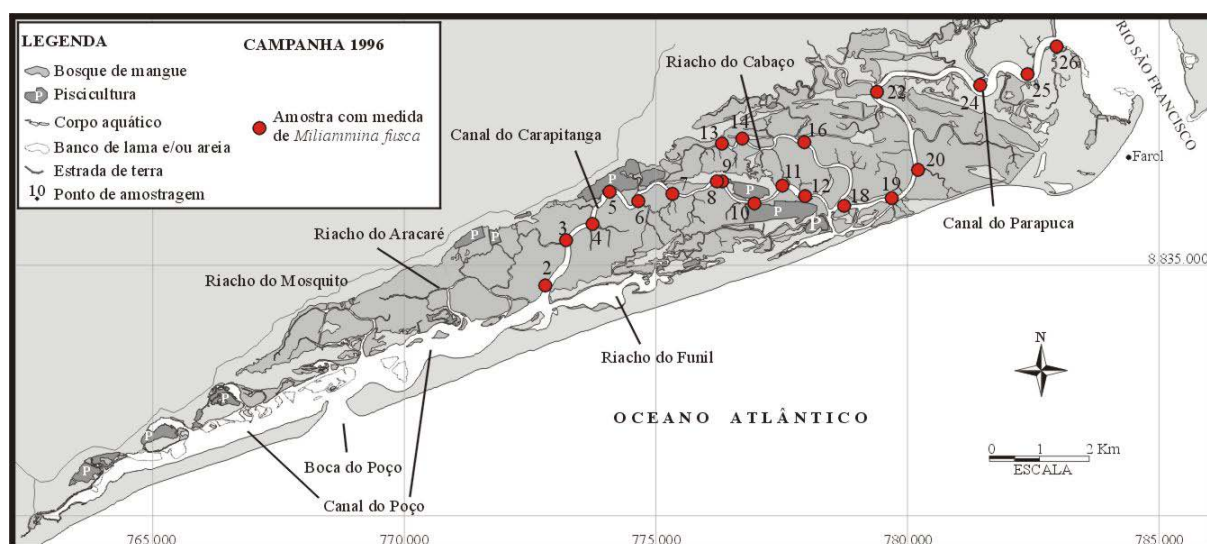 LEGENDA
CAMPANHA 1996
Bosque de mangue
P
Piscicultura
Corpo aquático
Banco de lama e/ou areia
Estrada de terra
10
Ponto de amostragem
Amostra com medida
de Miliammina fusca
Riacho do Cabaço
Canal do Carapitanga
Riacho do Aracaré
Riacho do Mosquito
RIO SÃO FRANCISCO
Farol
Canal do Parapuca
26
25
24
22
20
19
18
16
14
13
12
11
10
9
8
7
6
5
4
3
2
P
P
P
P
P
P
P
P
P
P
8 835 000
Riacho do Funil
N
OCEANO ATLÂNTICO
Boca do Poço
Canal do Poço
0 1 2 Km
ESCALA
765 000
770 000
775 000
780 000
785 000